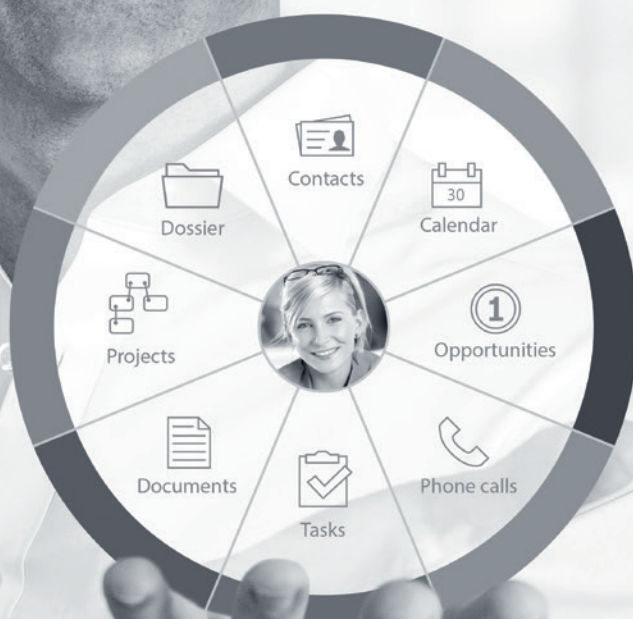 Contacts
Calendar
30
1
Opportunities
Phone calls
Tasks
Documents
Projects
Dossier